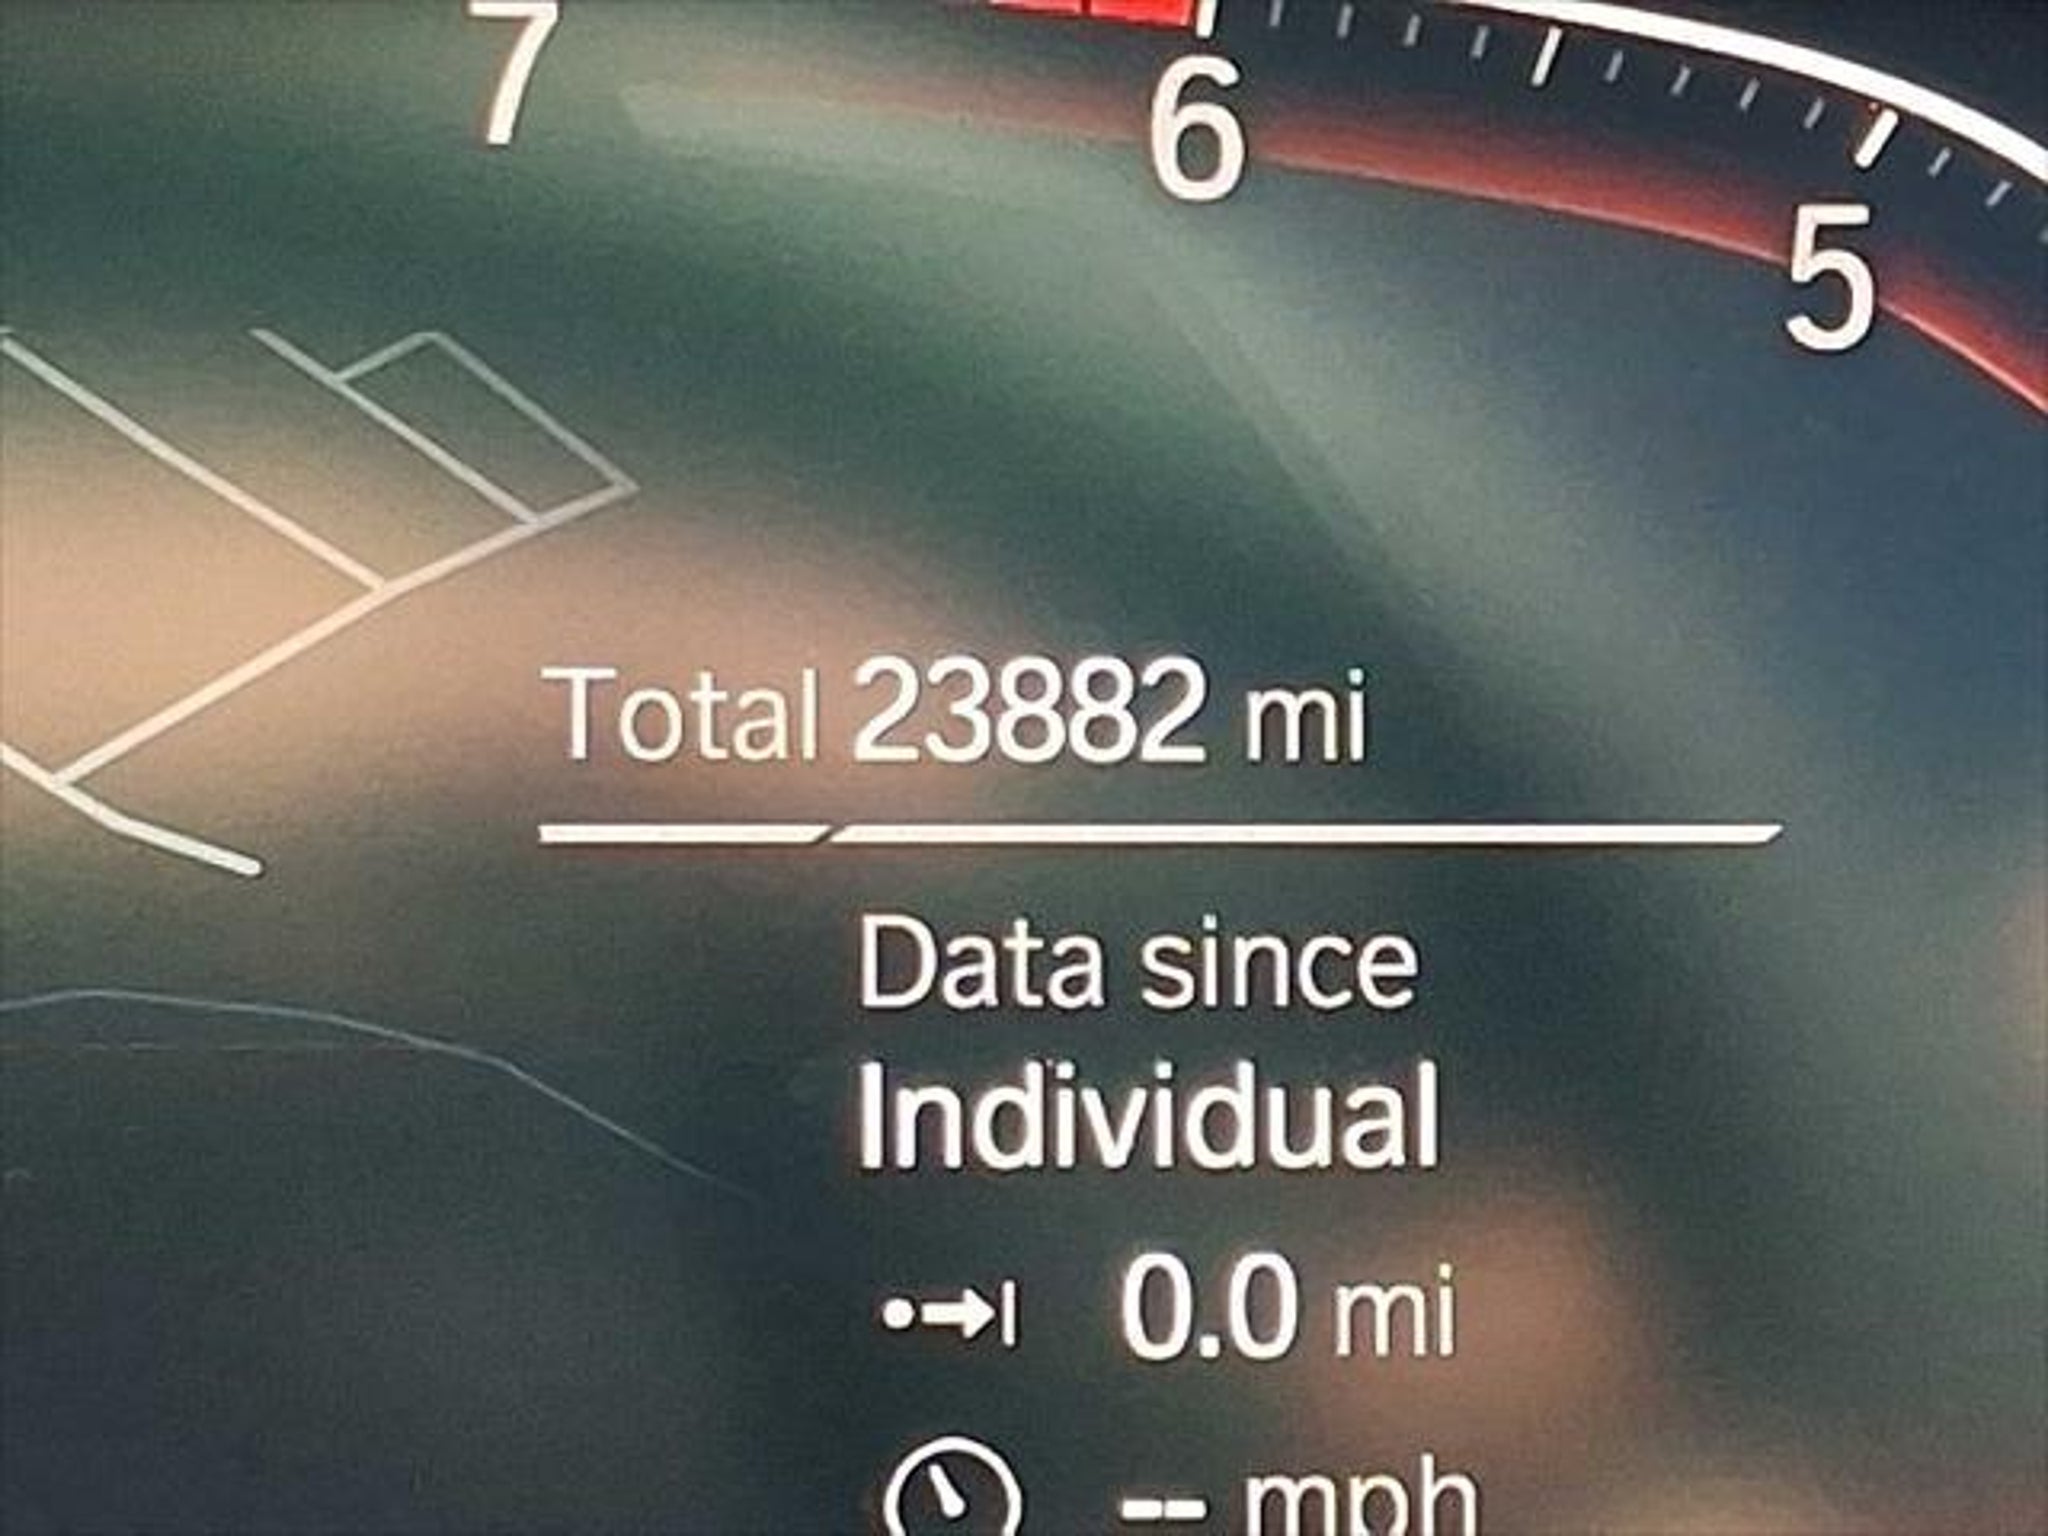 7
6
5
Total 23882 mi
Data since
Individual
0.0 mi
-- mph